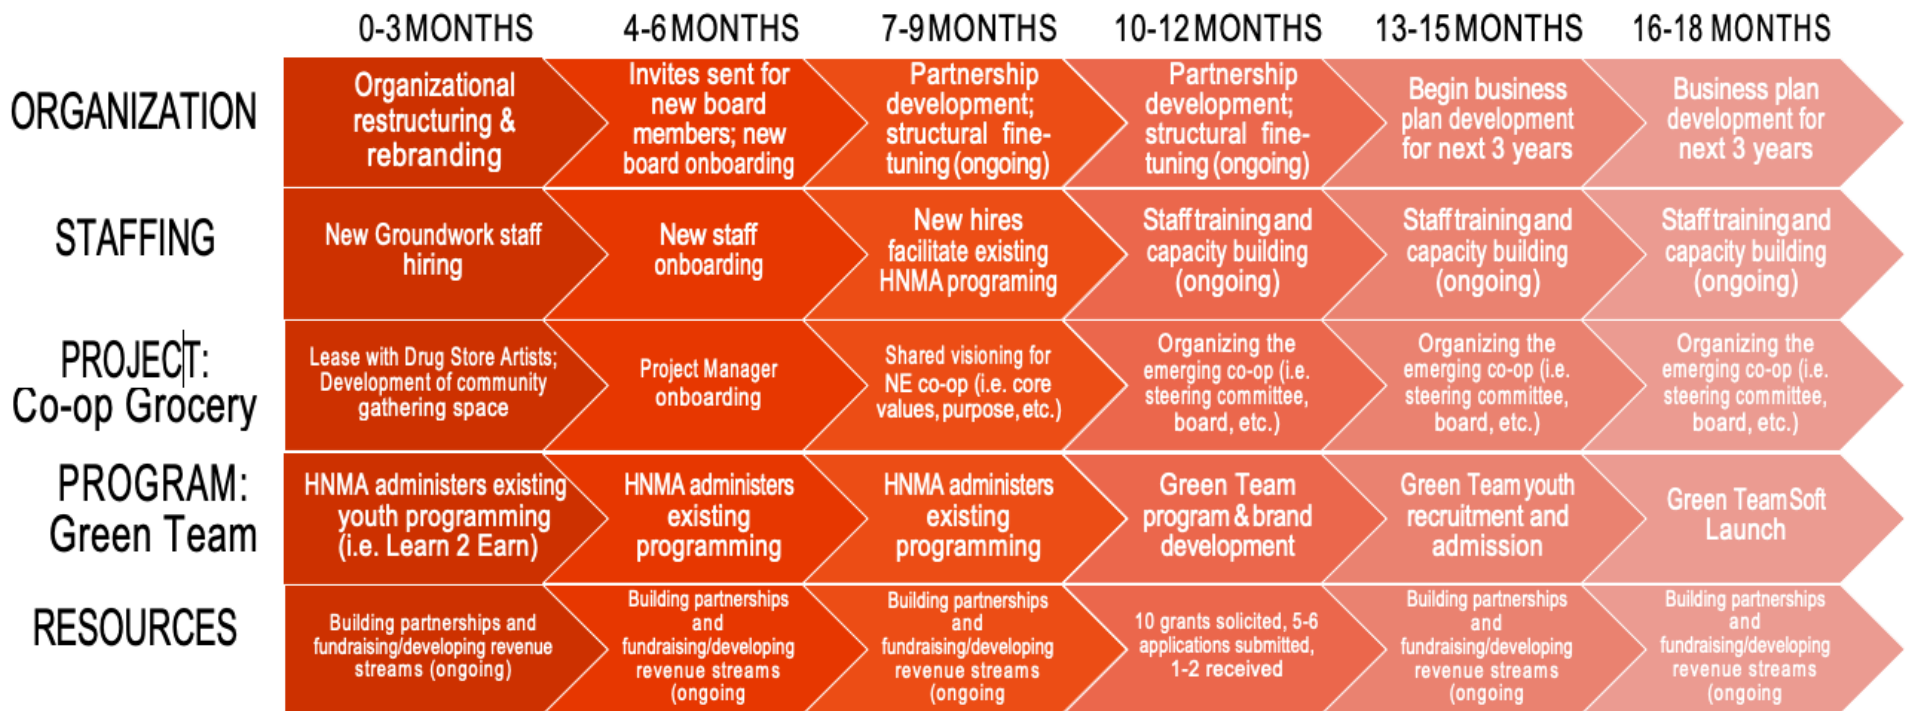 0-3 MONTHS
4-6 MONTHS
7-9 MONTHS
10-12 MONTHS
13-15 MONTHS
16-18 MONTHS
ORGANIZATION
Organizational
restructuring &
rebranding
Invites sent for
new board
members; new
board onboarding
Partnership
development;
structural fine-
tuning (ongoing)
Partnership
development;
structural fine-
tuning (ongoing)
Begin business
plan development
for next 3 years
Business plan
development for
next 3 years
STAFFING
New Groundwork staff
hiring
New staff
onboarding
New hires
facilitate existing
HNMA programing
Staff training and
capacity building
(ongoing)
Staff training and
capacity building
(ongoing)
Staff training and
capacity building
(ongoing)
PROJECT:
Co-op Grocery
Lease with Drug Store Artists;
Development of community
gathering space
Project Manager
onboarding
Shared visioning for
NE co-op (i.e. core
values, purpose, etc.)
Organizing the
emerging co-op (i.e.
steering committee,
board, etc.)
Organizing the
emerging co-op (i.e.
steering committee,
board, etc.)
Organizing the
emerging co-op (i.e.
steering committee,
board, etc.)
PROGRAM:
Green Team
HNMA administers existing
youth programming
(i.e. Learn 2 Earn)
HNMA administers
existing
programming
HNMA administers
existing
programming
Green Team
program & brand
development
Green Team youth
recruitment and
admission
Green Team Soft
Launch
RESOURCES
Building partnerships and
fundraising/developing revenue
streams (ongoing)
Building partnerships
and
fundraising/developing
revenue streams
(ongoing
Building partnerships
and
fundraising/developing
revenue streams
(ongoing
10 grants solicited, 5-6
applications submitted,
1-2 received
Building partnerships
and
fundraising/developing
revenue streams
(ongoing
Building partnerships
and
fundraising/developing
revenue streams
(ongoing